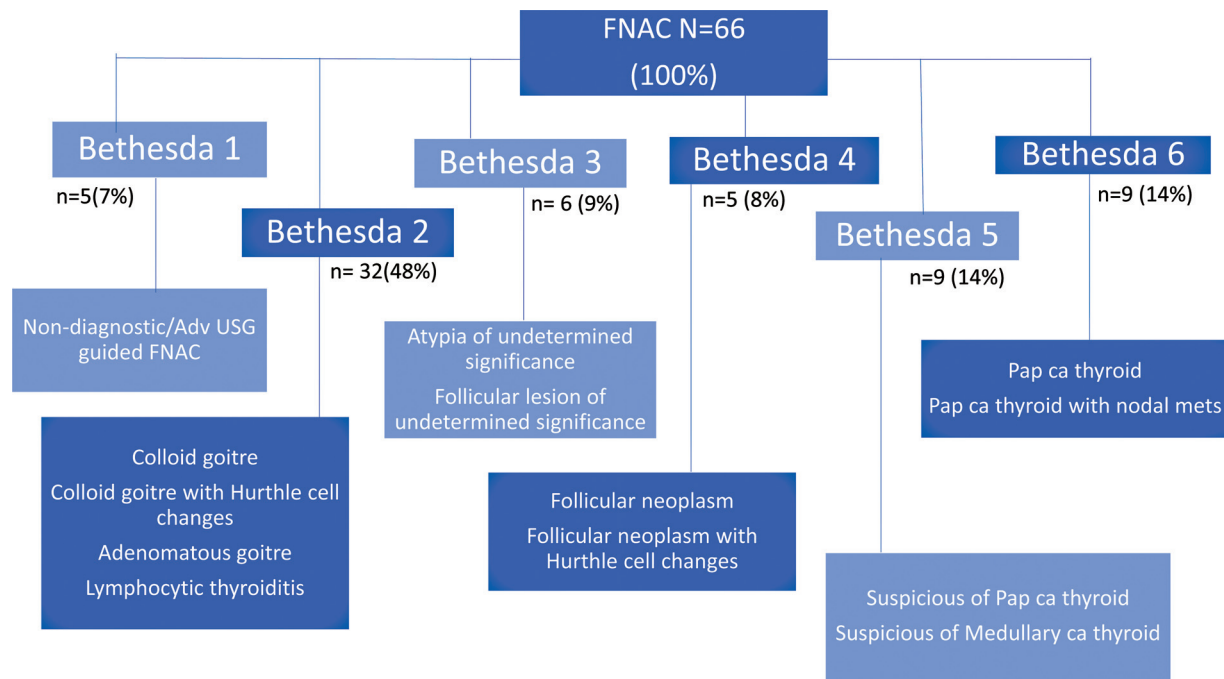 FNAC N=66
(100%)
Bethesda 1
n=5(7%)
Non-diagnostic/Adv USG
guided FNAC
Bethesda 2
n= 32(48%)
Colloid goitre
Colloid goitre with Hurthle cell
changes
Adenomatous goitre
Lymphocytic thyroiditis
Bethesda 3
n= 6 (9%)
Atypia of undetermined
significance
Follicular lesion of
undetermined significance
Bethesda 4
n=5 (8%)
Follicular neoplasm
Follicular neoplasm with
Hurthle cell changes
Bethesda 5
n=9 (14%)
Suspicious of Pap ca thyroid
Suspicious of Medullary ca thyroid
Bethesda 6
n=9 (14%)
Pap ca thyroid
Pap ca thyroid with nodal mets